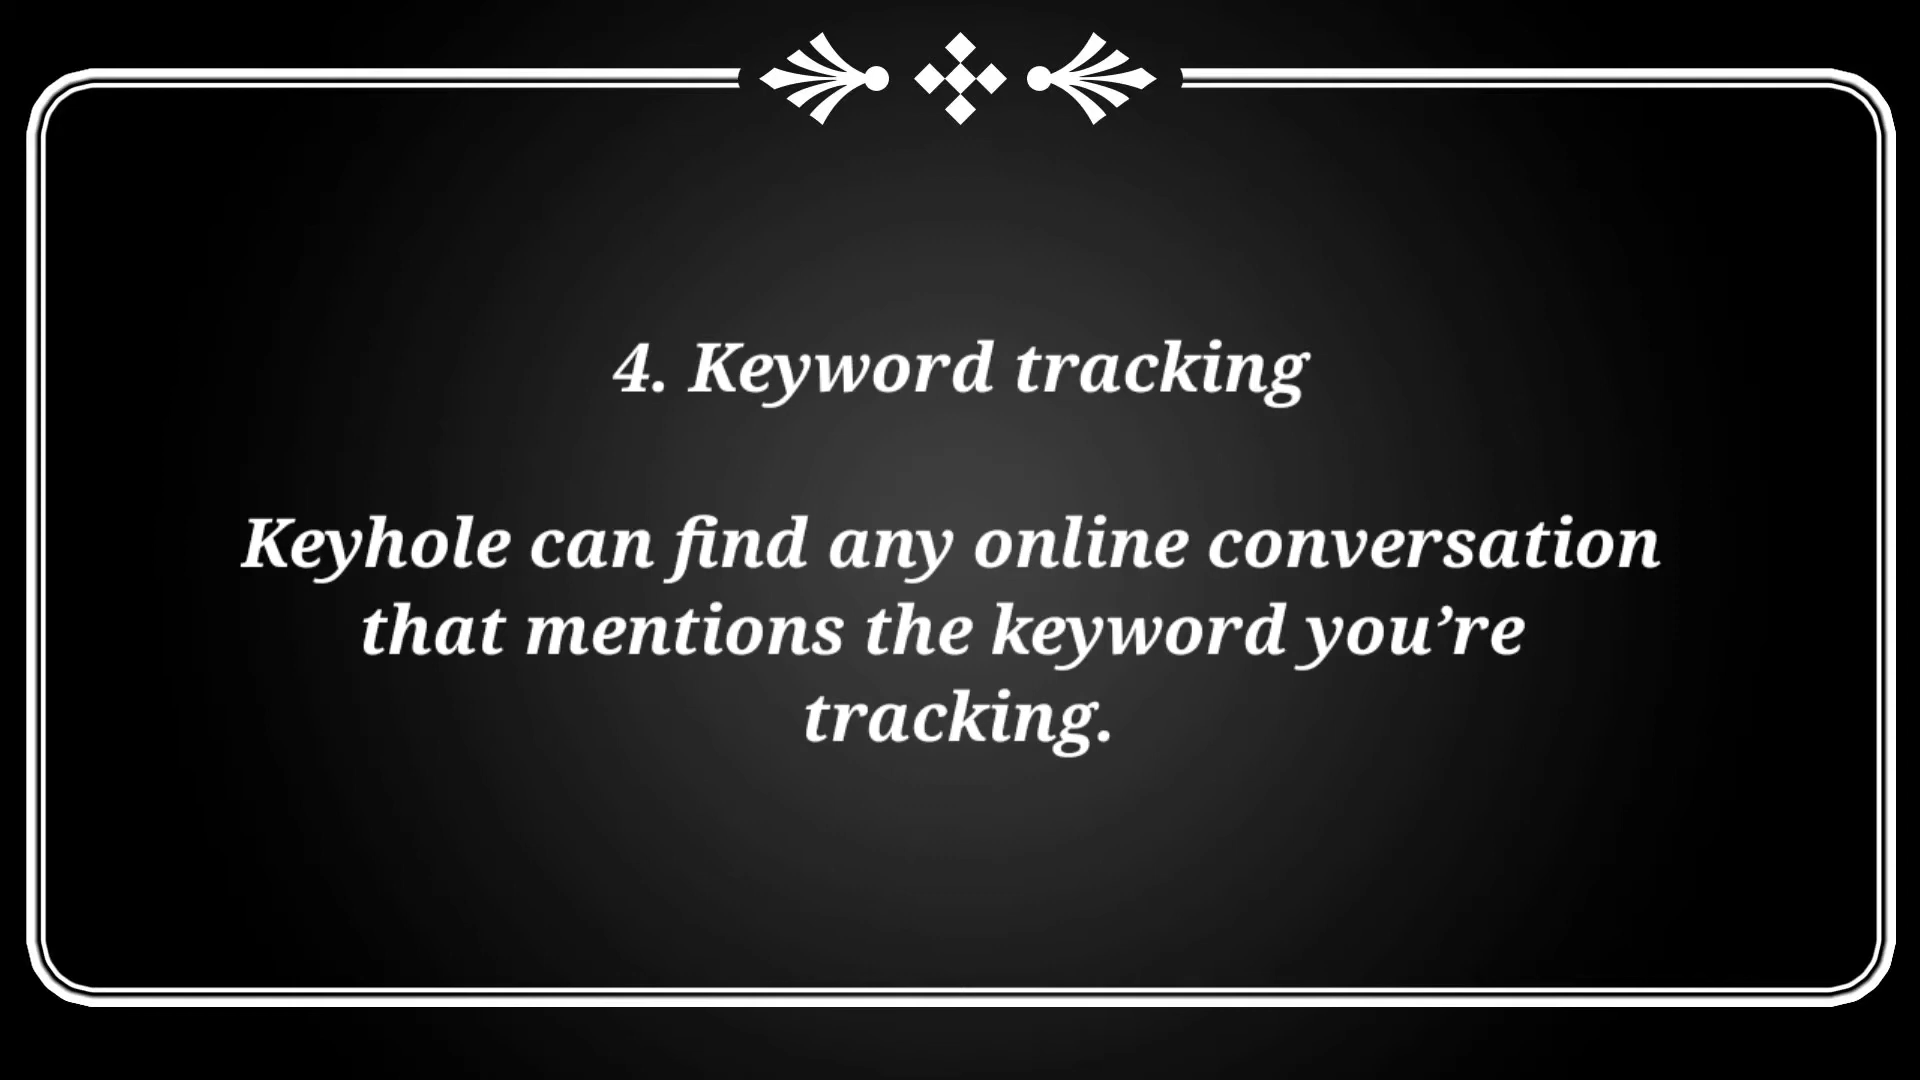 4. Keyword tracking
Keyhole can find any online conversation
that mentions the keyword you’re
tracking.